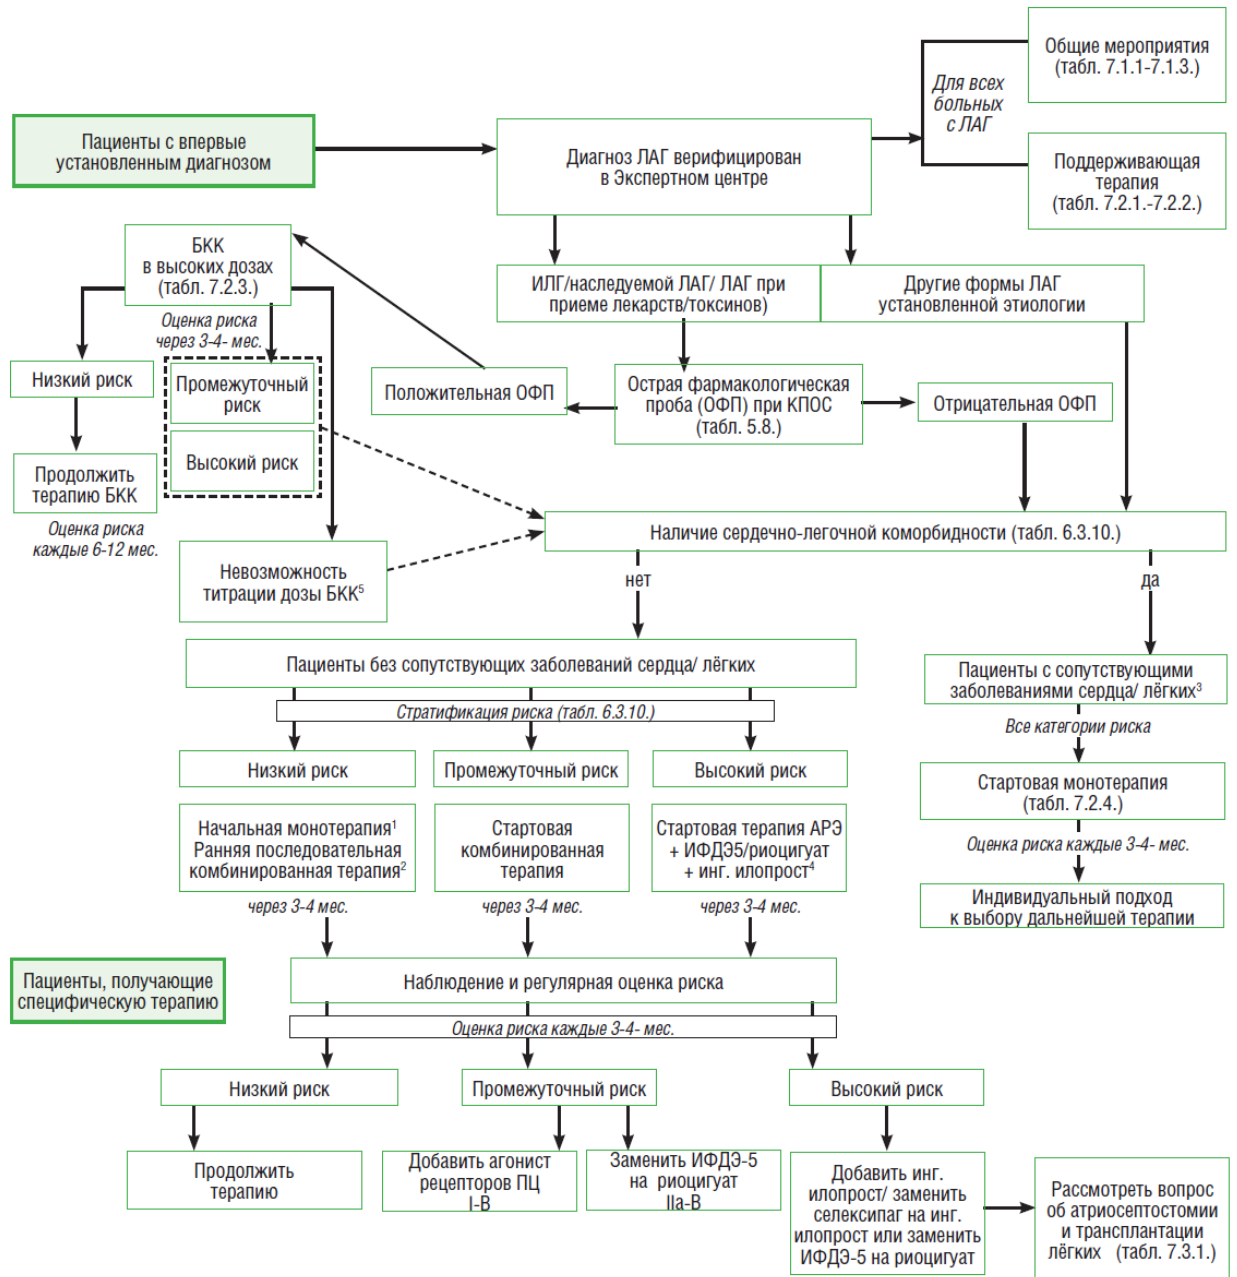 Общие мероприятия
(табл. 7.1.1-7.1.3.)
Для всех
больных
с ЛАГ
Пациенты с впервые
установленным диагнозом
Диагноз ЛАГ верифицирован
в Экспертном центре
Поддерживающая
терапия
(табл. 7.2.1.-7.2.2.)
БКК
в высоких дозах
(табл. 7.2.3.)
ИЛГ/наследуемой ЛАГ/ ЛАГ при
приеме лекарств/токсинов)
Другие формы ЛАГ
установленной этиологии
Оценка риска
через 3-4- мес.
Низкий риск
Промежуточный
риск
Высокий риск
Положительная ОФП
Острая фармакологическая
проба (ОФП) при КПОС
(табл. 5.8.)
Отрицательная ОФП
Продолжить
терапию БКК
Оценка риска
каждые 6-12 мес.
Невозможность
титрации дозы БКК⁵
Наличие сердечно-легочной коморбидности (табл. 6.3.10.)
нет
да
Пациенты без сопутствующих заболеваний сердца/ лёгких
Пациенты с сопутствующими
заболеваниями сердца/ лёгких³
Стратификация риска (табл. 6.3.10.)
Все категории риска
Низкий риск
Промежуточный риск
Высокий риск
Стартовая монотерапия
(табл. 7.2.4.)
Начальная монотерапия¹
Ранняя последовательная
комбинированная терапия²
Стартовая
комбинированная
терапия
Стартовая терапия АРЭ
+ ИФДЭ5/риоцигуат
+ инг. илопрост⁴
Оценка риска каждые 3-4- мес.
Индивидуальный подход
к выбору дальнейшей терапии
через 3-4 мес.
через 3-4 мес.
через 3-4 мес.
Пациенты, получающие
специфическую терапию
Наблюдение и регулярная оценка риска
Оценка риска каждые 3-4- мес.
Низкий риск
Промежуточный риск
Высокий риск
Продолжить
терапию
Добавить агонист
рецепторов ПЦ
I-B
Заменить ИФДЭ-5
на риоцигуат
IIa-B
Добавить инг.
илопрост/ заменить
селексипаг на инг.
илопрост или заменить
ИФДЭ-5 на риоцигуат
Рассмотреть вопрос
об атриосептостомии
и трансплантации
лёгких (табл. 7.3.1.)